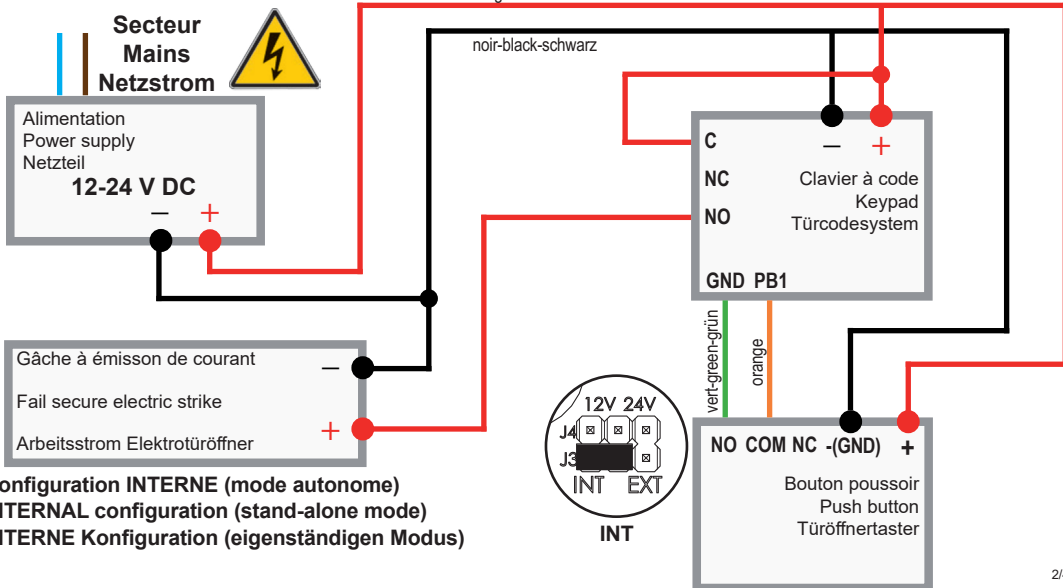 Secteur
Mains
Netzstrom
noir-black-schwarz
Alimentation
Power supply
Netzteil
12-24 V DC
– +
C
NC
NO
– +
Clavier à code
Keypad
Türcodesystem
GND PB1
vert-green-grün
orange
Gâche à émisson de courant
–
Fail secure electric strike
Arbeitsstrom Elektrotüröffner
+
12V 24V
J4
J3
INT EXT
INT
NO COM NC -(GND) +
Bouton poussoir
Push button
Türöffnertaster
onfiguration INTERNE (mode autonome)
NTERNAL configuration (stand-alone mode)
NTERNE Konfiguration (eigenständigen Modus)
2/